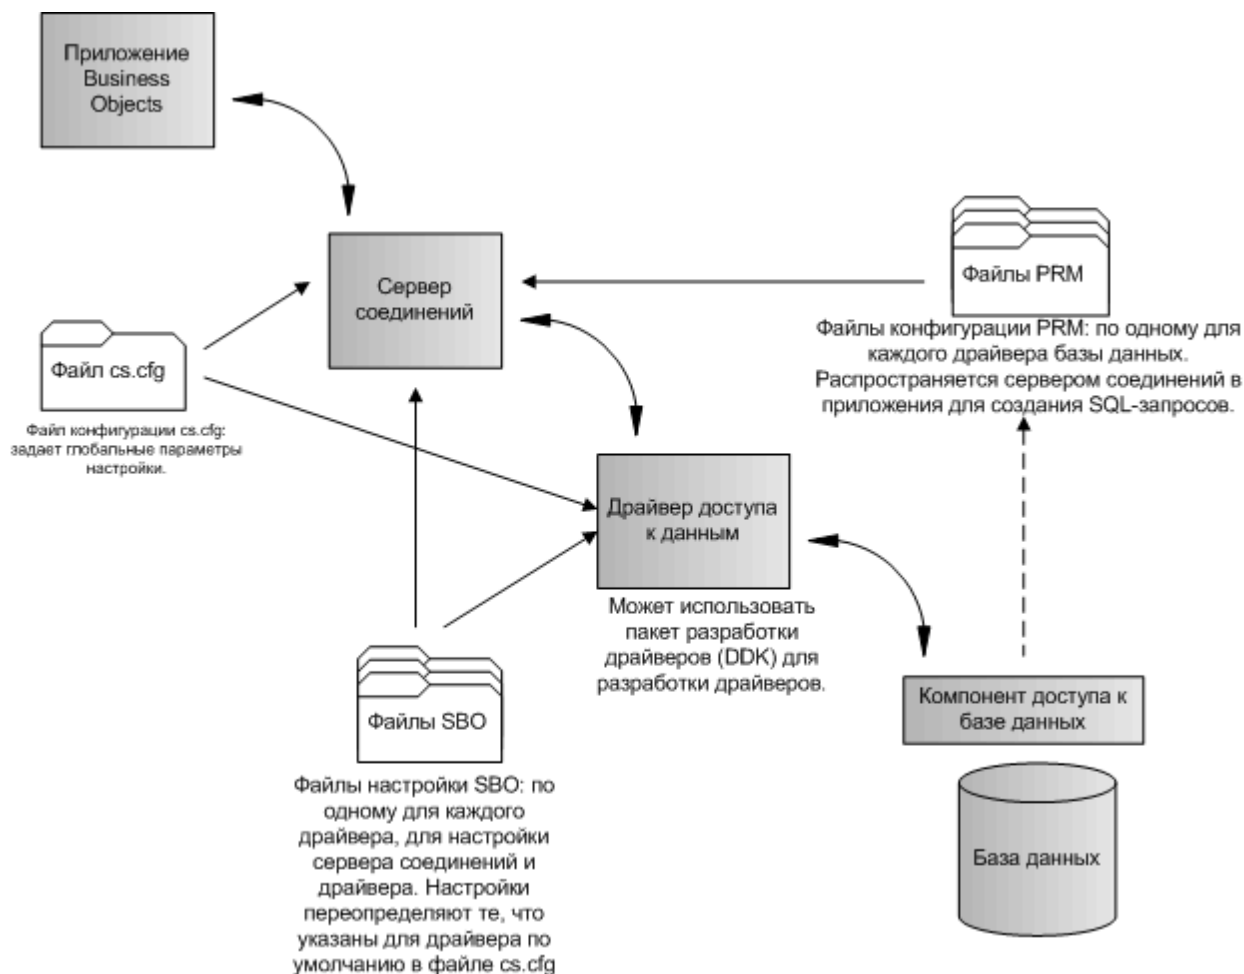 Приложение
Business
Objects
Сервер
соединений
Файлы PRM
Файлы конфигурации PRM: по одному для
каждого драйвера базы данных.
Распространяется сервером соединений в
приложения для создания SQL-запросов.
Файл cs.cfg
Файл конфигурации cs.cfg:
задает глобальные параметры
настройки.
Драйвер доступа
к данным
Может использовать
пакет разработки
драйверов (DDK) для
разработки драйверов.
Файлы SBO
Файлы настройки SBO: по
одному для каждого
драйвера, для настройки
сервера соединений и
драйвера. Настройки
переопределяют те, что
указаны для драйвера по
умолчанию в файле cs.cfg
Компонент доступа к
базе данных
База данных